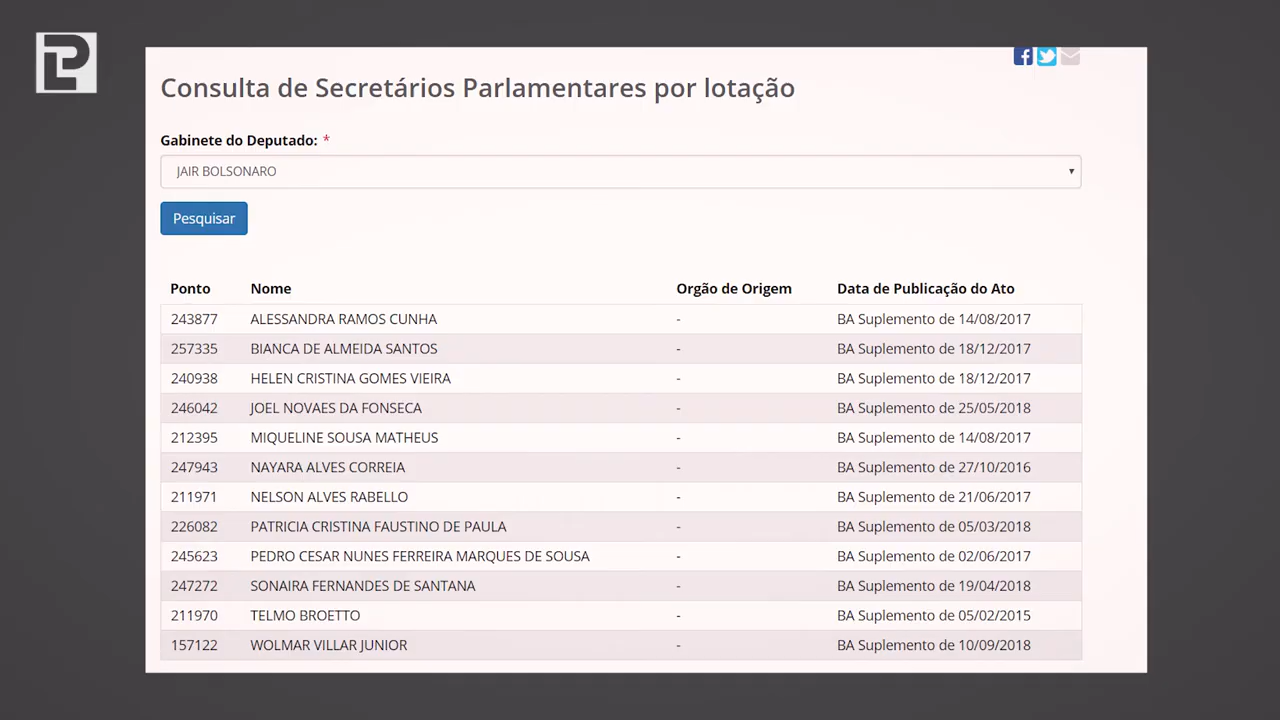 LP
Consulta de Secretários Parlamentares por lotação
Gabinete do Deputado: *
JAIR BOLSONARO
Pesquisar
Ponto Nome Orgão de Origem Data de Publicação do Ato
243877 ALESSANDRA RAMOS CUNHA - BA Suplemento de 14/08/2017
257335 BIANCA DE ALMEIDA SANTOS - BA Suplemento de 18/12/2017
240938 HELEN CRISTINA GOMES VIEIRA - BA Suplemento de 18/12/2017
246042 JOEL NOVAES DA FONSECA - BA Suplemento de 25/05/2018
212395 MIQUELINE SOUSA MATHEUS - BA Suplemento de 14/08/2017
247943 NAYARA ALVES CORREIA - BA Suplemento de 27/10/2016
211971 NELSON ALVES RABELLO - BA Suplemento de 21/06/2017
226082 PATRICIA CRISTINA FAUSTINO DE PAULA - BA Suplemento de 05/03/2018
245623 PEDRO CESAR NUNES FERREIRA MARQUES DE SOUSA - BA Suplemento de 02/06/2017
247272 SONAIRA FERNANDES DE SANTANA - BA Suplemento de 19/04/2018
211970 TELMO BROETTO - BA Suplemento de 05/02/2015
157122 WOLMAR VILLAR JUNIOR - BA Suplemento de 10/09/2018